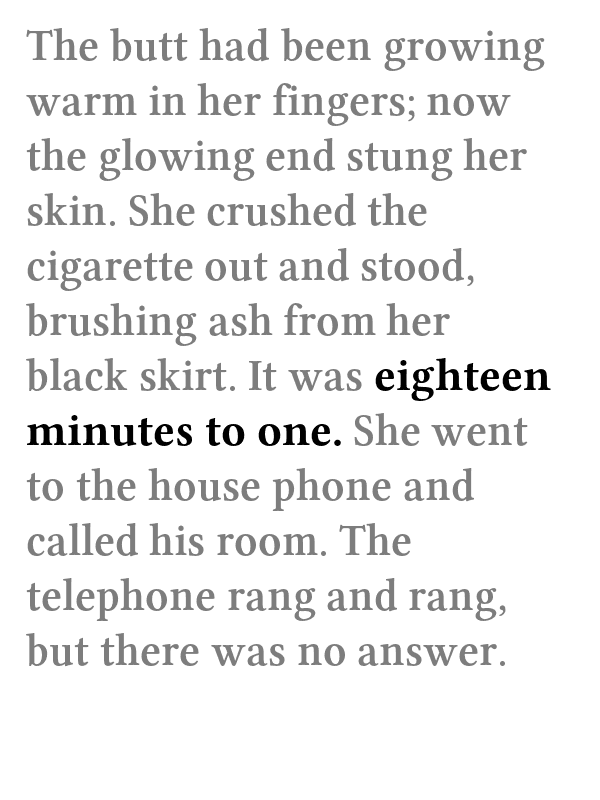 The butt had been growing
warm in her fingers; now
the glowing end stung her
skin. She crushed the
cigarette out and stood,
brushing ash from her
black skirt. It was eighteen
minutes to one. She went
to the house phone and
called his room. The
telephone rang and rang,
but there was no answer.